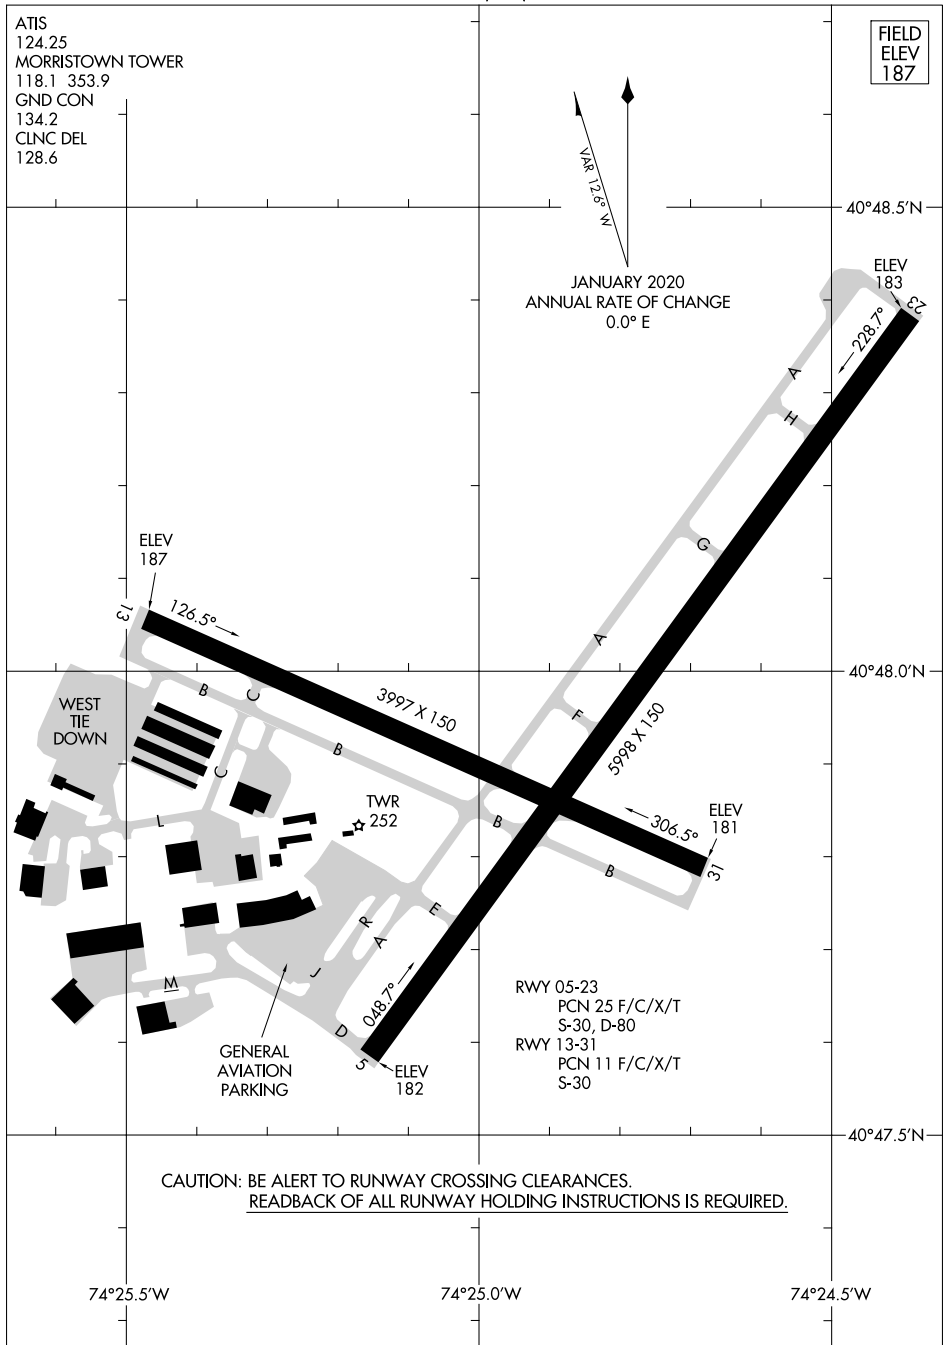 ATIS
124.25
MORRISTOWN TOWER
118.1 353.9
GND CON
134.2
CLNC DEL
128.6
FIELD
ELEV
187
VAR 12.6° W
JANUARY 2020
ANNUAL RATE OF CHANGE
0.0° E
40°48.5'N
ELEV
183
23
228.7°
A
H
G
ELEV
187
13
126.5°
A
40°48.0'N
WEST
TIE
DOWN
B
C
3997 X 150
F
5998 X 150
B
C
TWR
252
L
B
306.5°
ELEV
181
B
31
R
E
A
J
M
048.7°
D
5
ELEV
182
GENERAL
AVIATION
PARKING
RWY 05-23
PCN 25 F/C/X/T
S-30, D-80
RWY 13-31
PCN 11 F/C/X/T
S-30
40°47.5'N
CAUTION: BE ALERT TO RUNWAY CROSSING CLEARANCES.
READBACK OF ALL RUNWAY HOLDING INSTRUCTIONS IS REQUIRED.
74°25.5'W
74°25.0'W
74°24.5'W